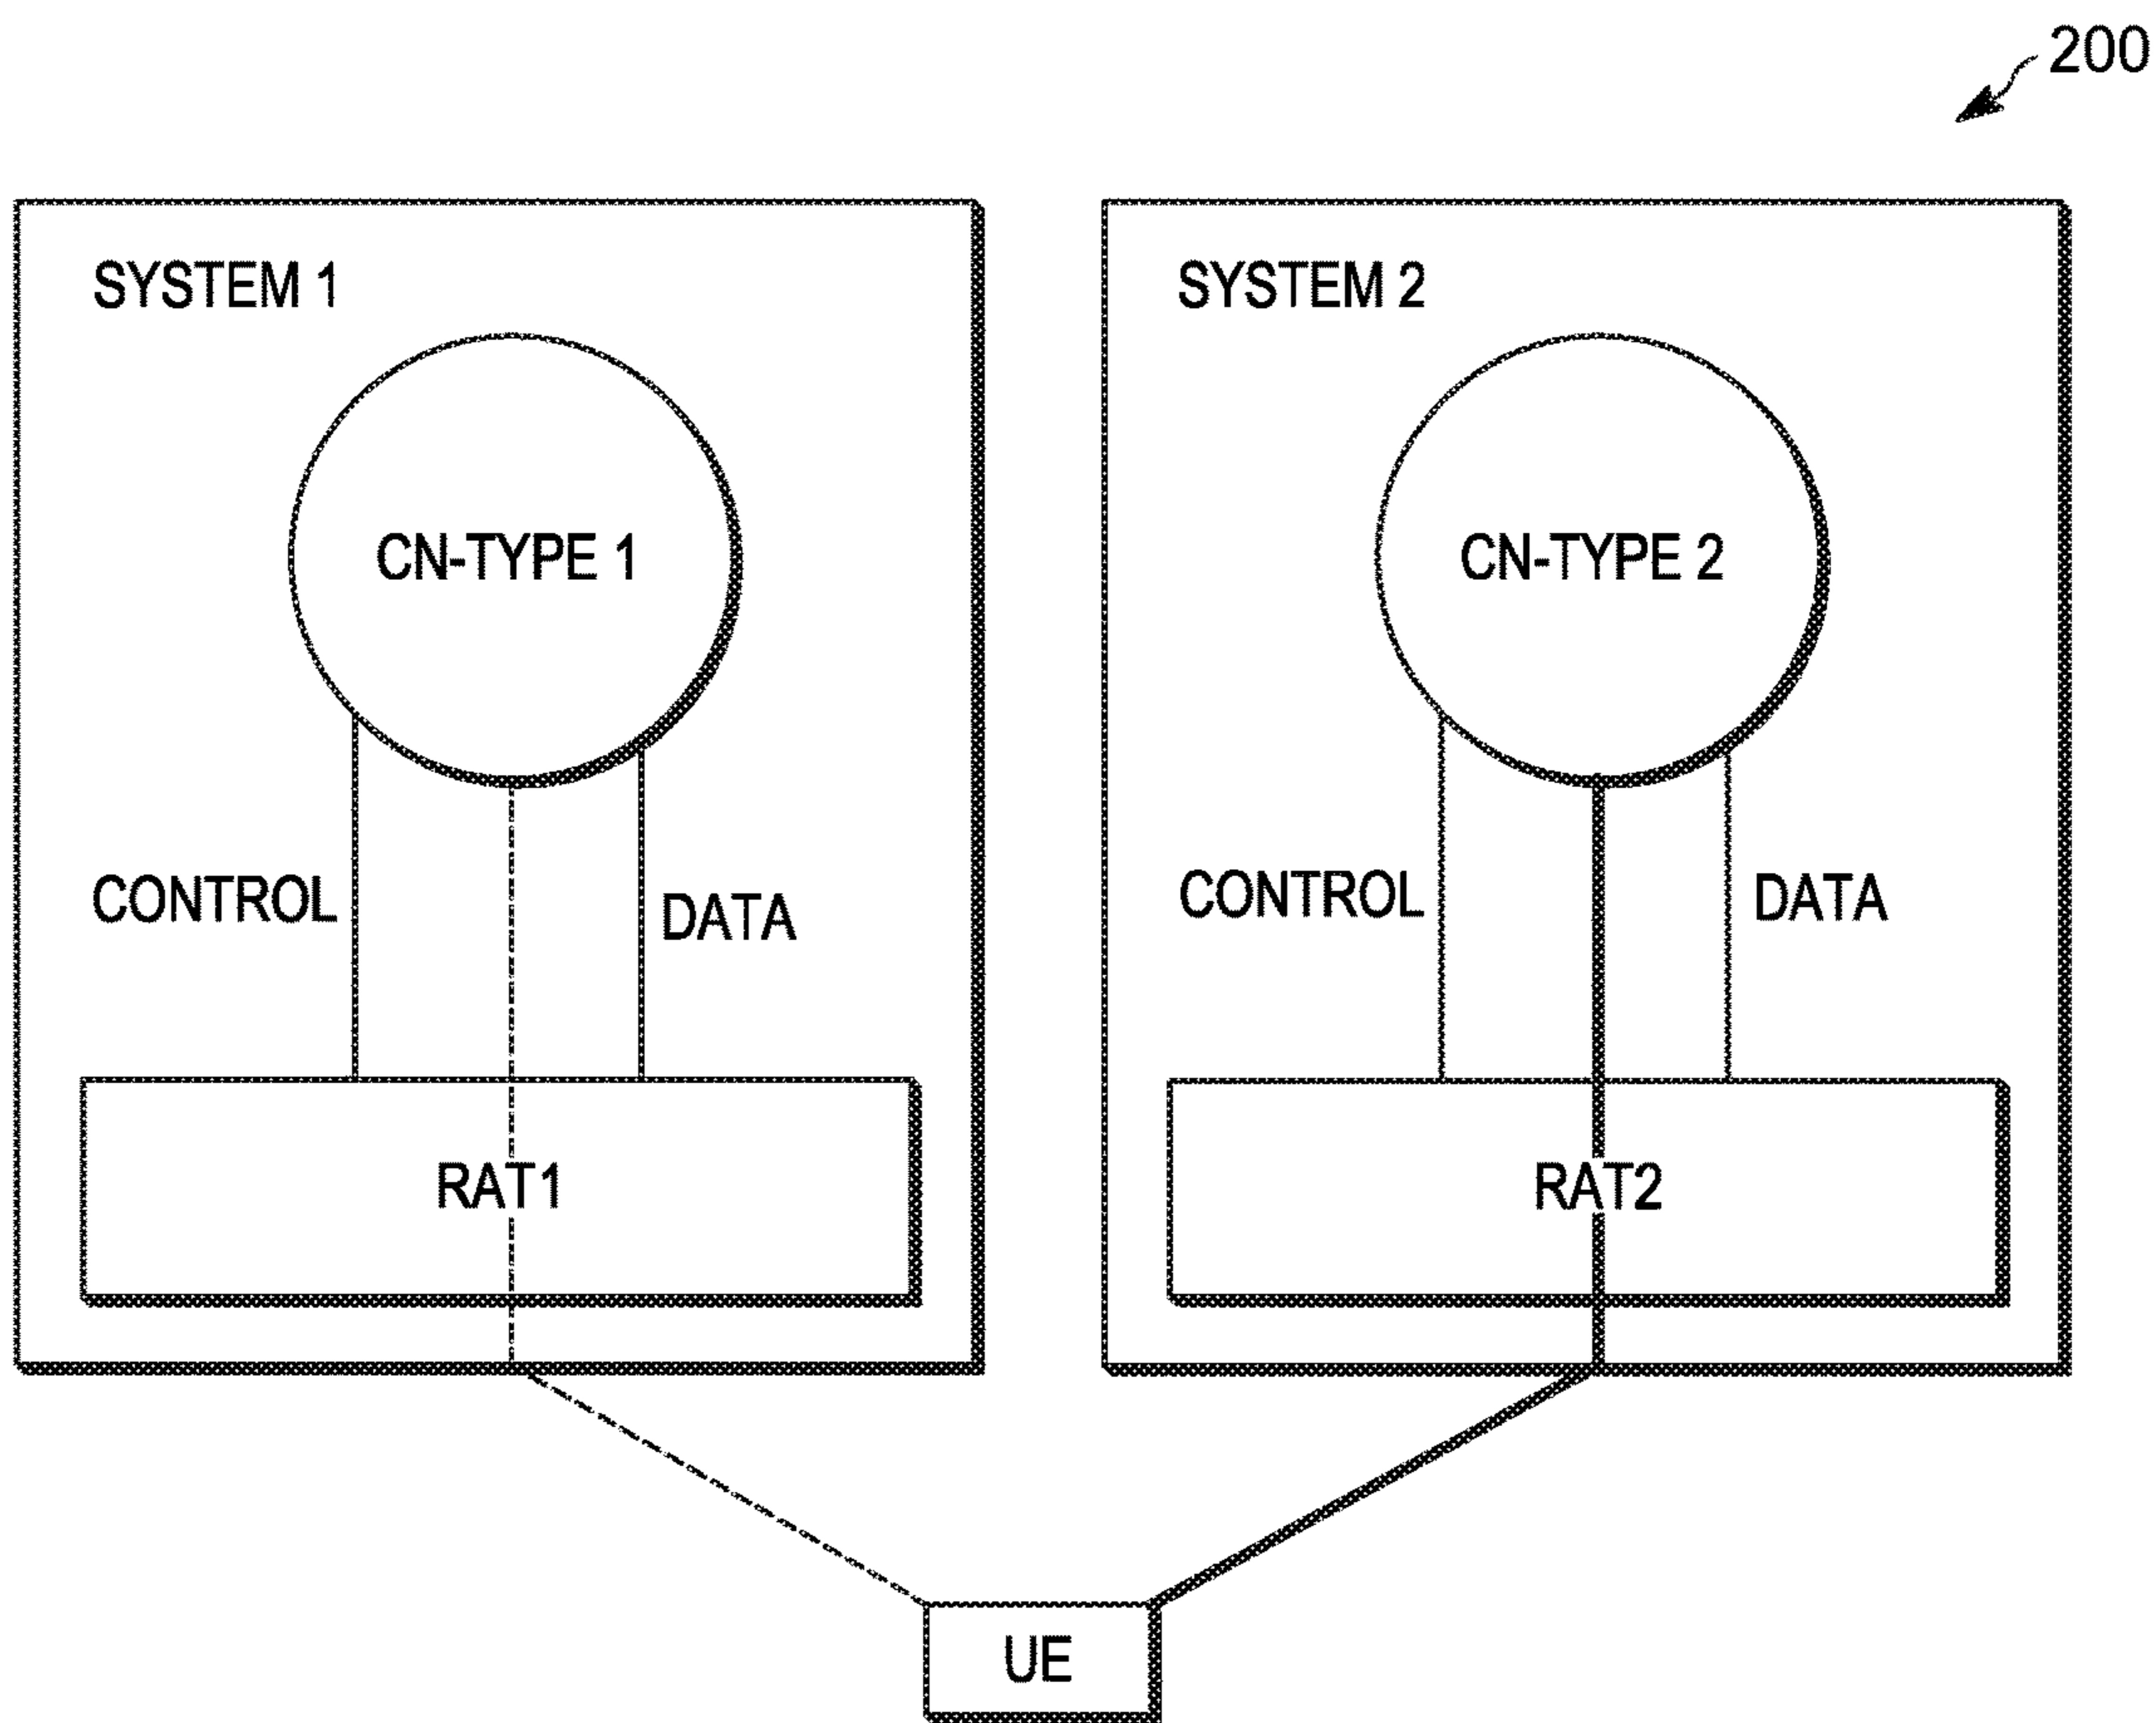 200
SYSTEM 1
CN-TYPE 1
CONTROL
DATA
RAT1
SYSTEM 2
CN-TYPE 2
CONTROL
DATA
RAT2
UE